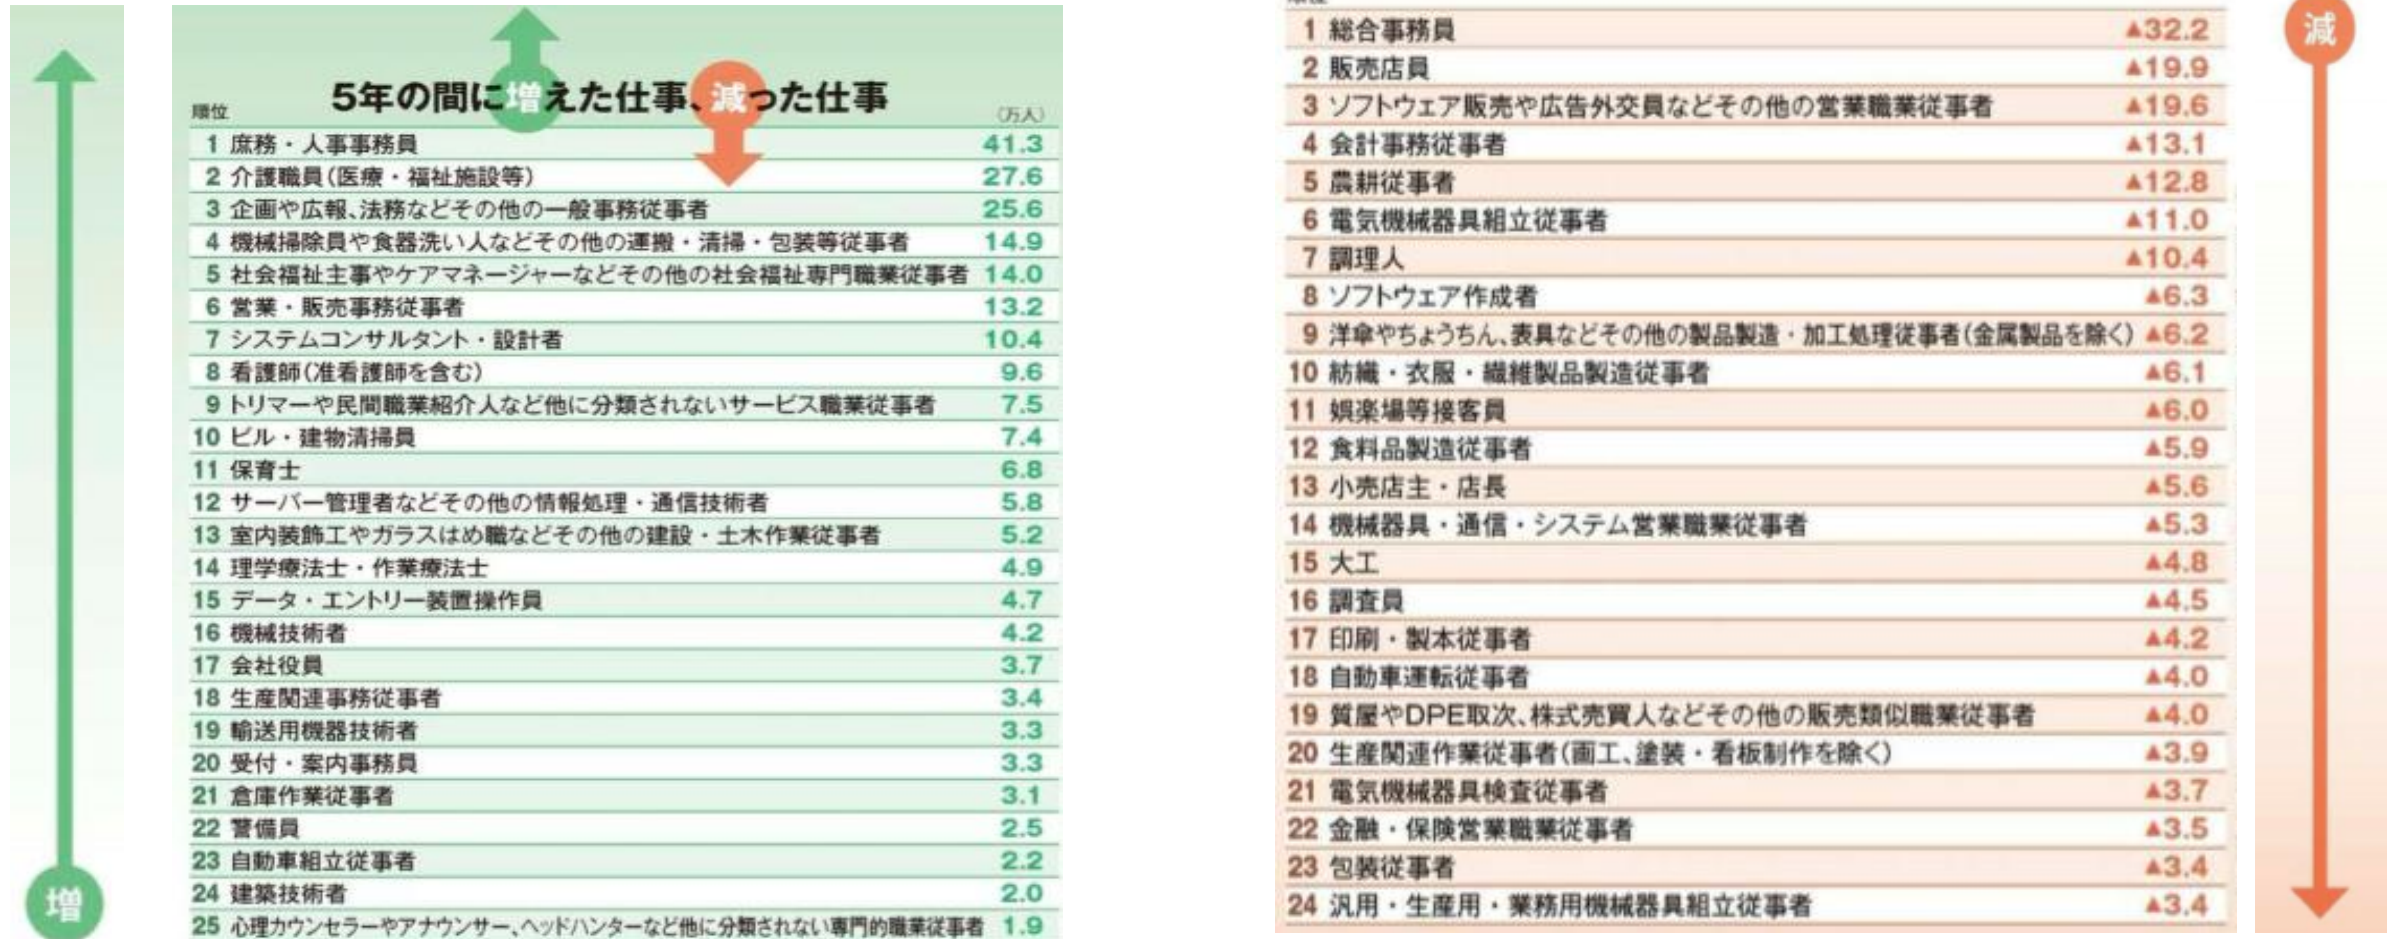 5年の間に増えた仕事、減った仕事
順位
(万人)
1 庶務・人事事務員 41.3
2 介護職員(医療・福祉施設等) 27.6
3 企画や広報、法務などその他の一般事務従事者 25.6
4 機械掃除員や食器洗い人などその他の運搬・清掃・包装等従事者 14.9
5 社会福祉主事やケアマネージャーなどその他の社会福祉専門職業従事者 14.0
6 営業・販売事務従事者 13.2
7 システムコンサルタント・設計者 10.4
8 看護師(准看護師を含む) 9.6
9 トリマーや民間職業紹介人など他に分類されないサービス職業従事者 7.5
10 ビル・建物清掃員 7.4
11 保育士 6.8
12 サーバー管理者などその他の情報処理・通信技術者 5.8
13 室内装飾工やガラスはめ職などその他の建設・土木作業従事者 5.2
14 理学療法士・作業療法士 4.9
15 データ・エントリー装置操作員 4.7
16 機械技術者 4.2
17 会社役員 3.7
18 生産関連事務従事者 3.4
19 輸送用機器技術者 3.3
20 受付・案内事務員 3.3
21 倉庫作業従事者 3.1
22 警備員 2.5
23 自動車組立従事者 2.2
24 建築技術者 2.0
25 心理カウンセラーやアナウンサー、ヘッドハンターなど他に分類されない専門的職業従事者 1.9
増
1 総合事務員 ▲32.2
2 販売店員 ▲19.9
3 ソフトウェア販売や広告外交員などその他の営業職業従事者 ▲19.6
4 会計事務従事者 ▲13.1
5 農耕従事者 ▲12.8
6 電気機械器具組立従事者 ▲11.0
7 調理人 ▲10.4
8 ソフトウェア作成者 ▲6.3
9 洋傘やちょうちん、表具などその他の製品製造・加工処理従事者(金属製品を除く) ▲6.2
10 紡織・衣服・繊維製品製造従事者 ▲6.1
11 娯楽場等接客員 ▲6.0
12 食料品製造従事者 ▲5.9
13 小売店主・店長 ▲5.6
14 機械器具・通信・システム営業職業従事者 ▲5.3
15 大工 ▲4.8
16 調査員 ▲4.5
17 印刷・製本従事者 ▲4.2
18 自動車運転従事者 ▲4.0
19 質屋やDPE取次、株式売買人などその他の販売類似職業従事者 ▲4.0
20 生産関連作業従事者(画工、塗装・看板制作を除く) ▲3.9
21 電気機械器具検査従事者 ▲3.7
22 金融・保険営業職業従事者 ▲3.5
23 包装従事者 ▲3.4
24 汎用・生産用・業務用機械器具組立従事者 ▲3.4
減